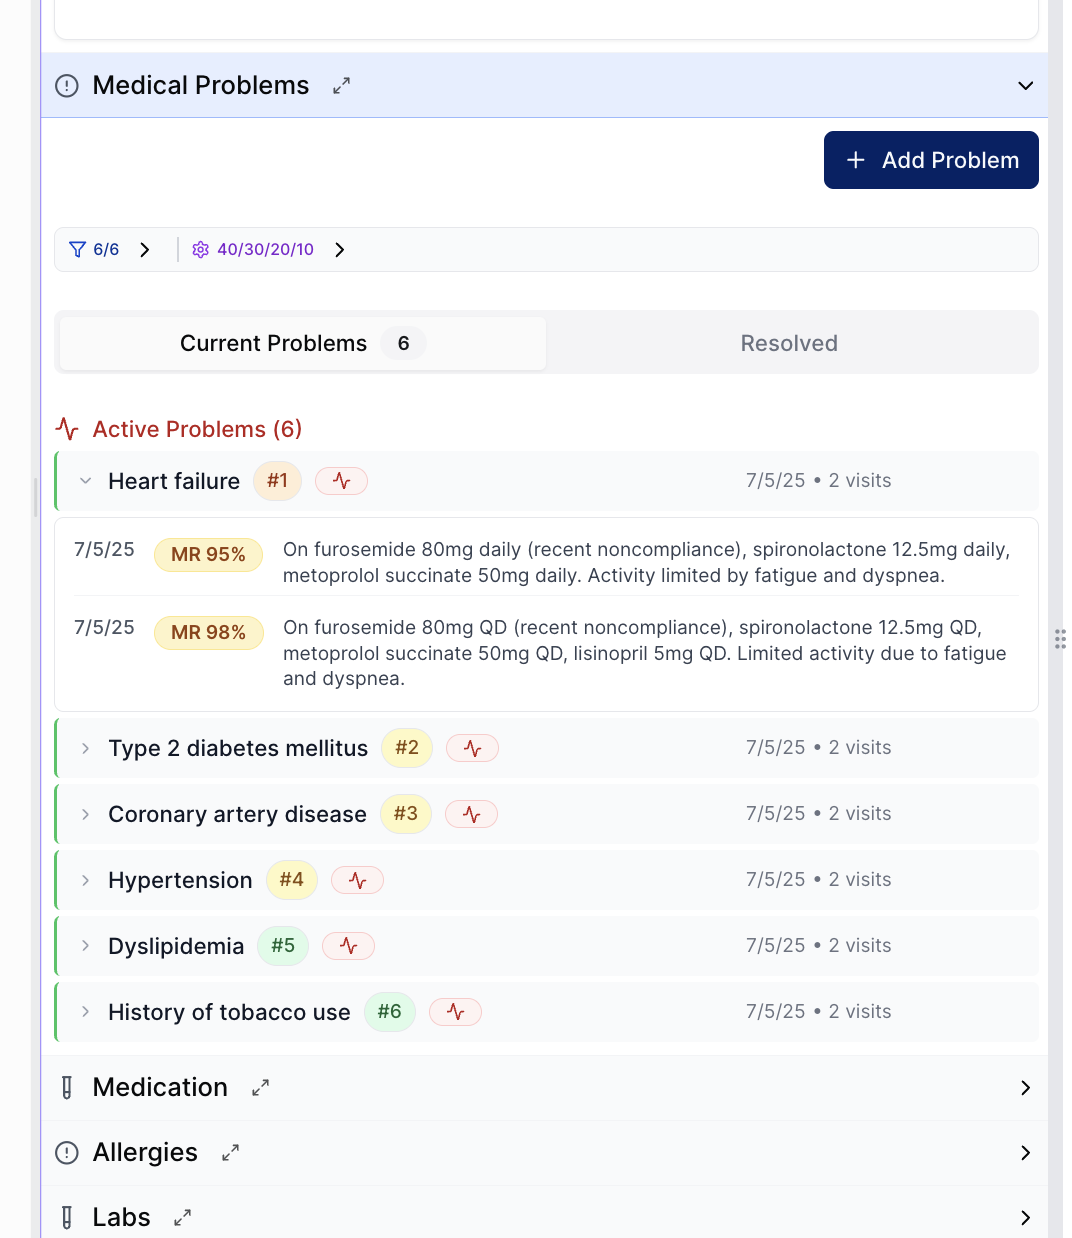 Medical Problems
+ Add Problem
6/6
40/30/20/10
Current Problems 6
Resolved
Active Problems (6)
Heart failure #1 7/5/25 • 2 visits
7/5/25 MR 95% On furosemide 80mg daily (recent noncompliance), spironolactone 12.5mg daily,
metoprolol succinate 50mg daily. Activity limited by fatigue and dyspnea.
7/5/25 MR 98% On furosemide 80mg QD (recent noncompliance), spironolactone 12.5mg QD,
metoprolol succinate 50mg QD, lisinopril 5mg QD. Limited activity due to fatigue
and dyspnea.
Type 2 diabetes mellitus #2 7/5/25 • 2 visits
Coronary artery disease #3 7/5/25 • 2 visits
Hypertension #4 7/5/25 • 2 visits
Dyslipidemia #5 7/5/25 • 2 visits
History of tobacco use #6 7/5/25 • 2 visits
Medication
Allergies
Labs